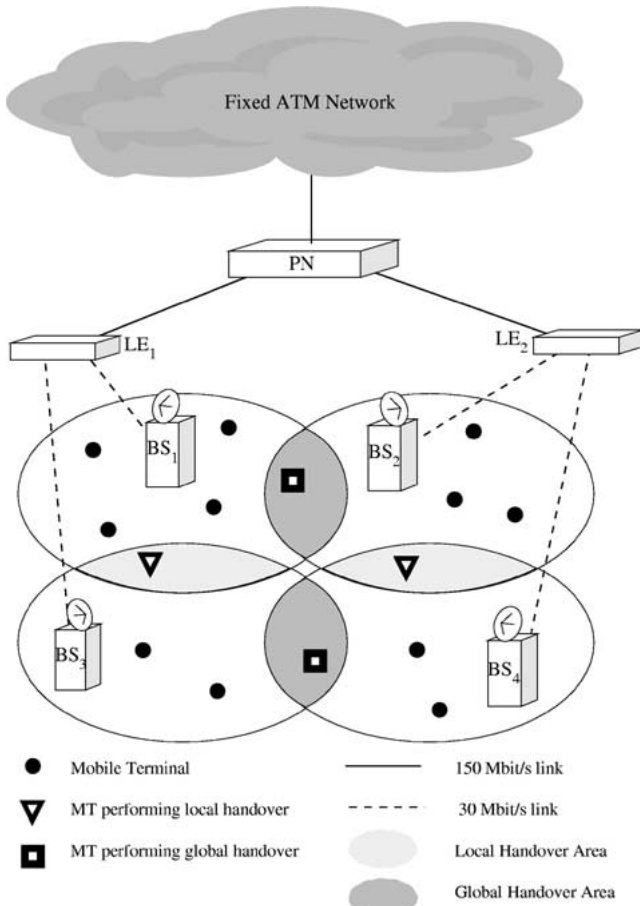 Fixed ATM Network
PN
LE1
LE2
BS1
BS2
BS3
BS4
Mobile Terminal
150 Mbit/s link
MT performing local handover
30 Mbit/s link
MT performing global handover
Local Handover Area
Global Handover Area